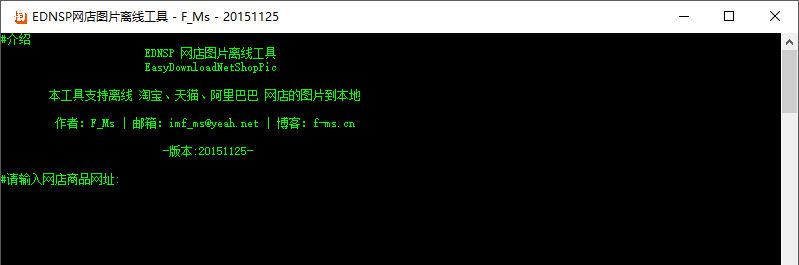 EDNSP网店图片离线工具 - F_Ms - 20151125
#介绍
EDNSP 网店图片离线工具
EasyDownLoadNetShopPic
本工具支持离线 淘宝、天猫、阿里巴巴 网店的图片到本地
作者：F_Ms | 邮箱：imf_ms@yeah.net | 博客：f-ms.cn
-版本:20151125-
#请输入网店商品网址: